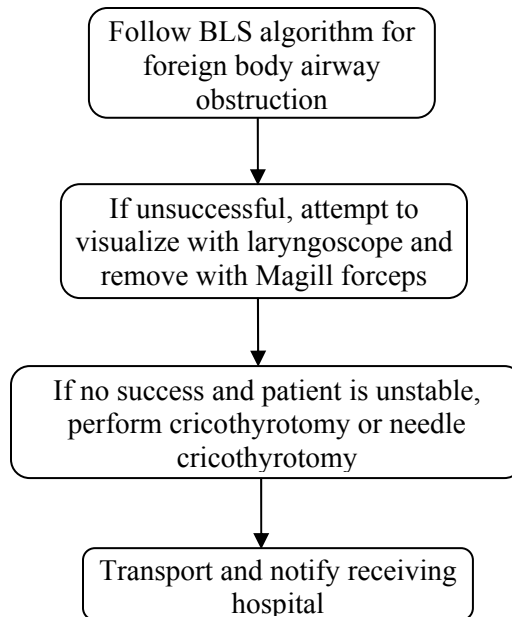 Follow BLS algorithm for
foreign body airway
obstruction
If unsuccessful, attempt to
visualize with laryngoscope and
remove with Magill forceps
If no success and patient is unstable,
perform cricothyrotomy or needle
cricothyrotomy
Transport and notify receiving
hospital